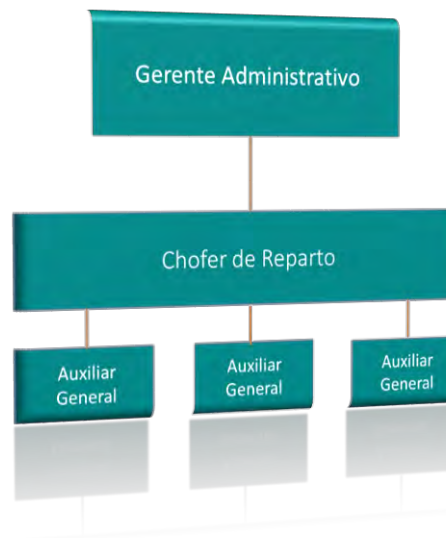 Gerente Administrativo
Chofer de Reparto
Auxiliar
General
Auxiliar
General
Auxiliar
General